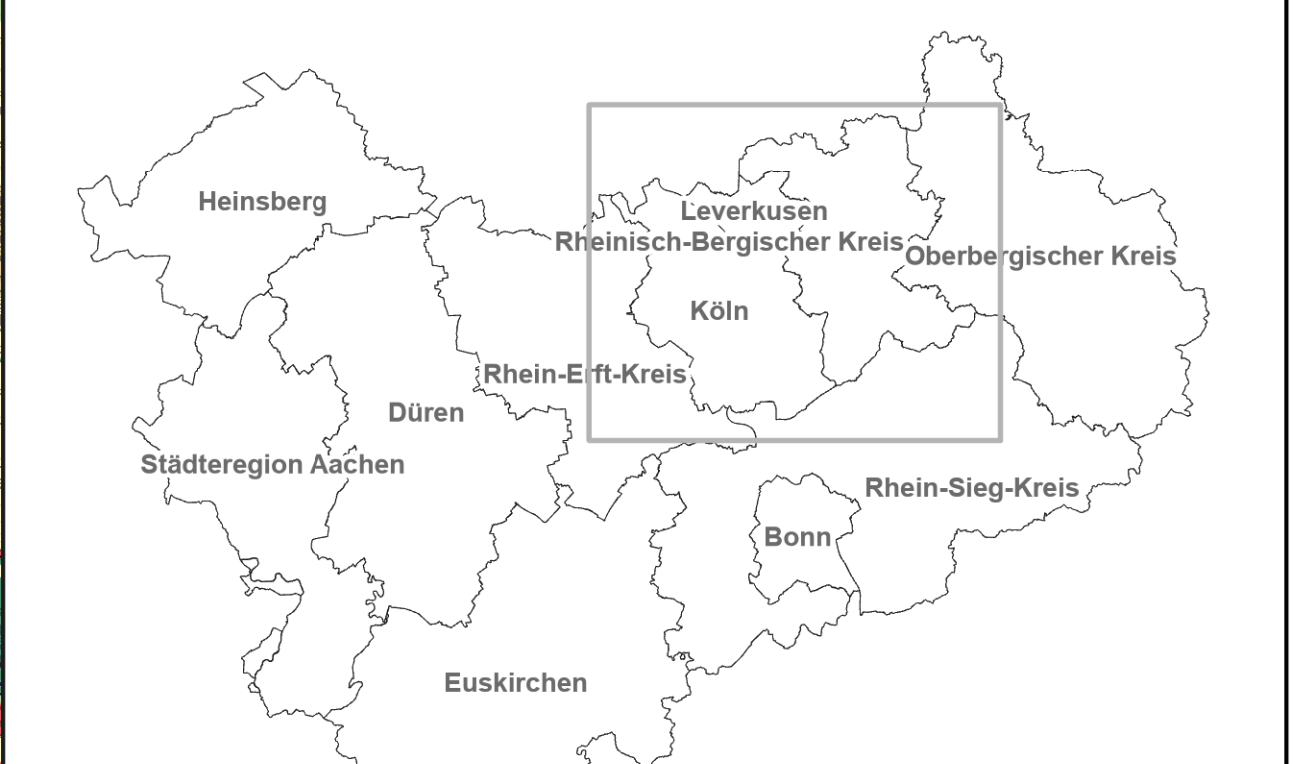 Heinsberg
Leverkusen
Rheinisch-Bergischer Kreis
Oberbergischer Kreis
Köln
Rhein-Erft-Kreis
Düren
Städteregion Aachen
Rhein-Sieg-Kreis
Bonn
Euskirchen